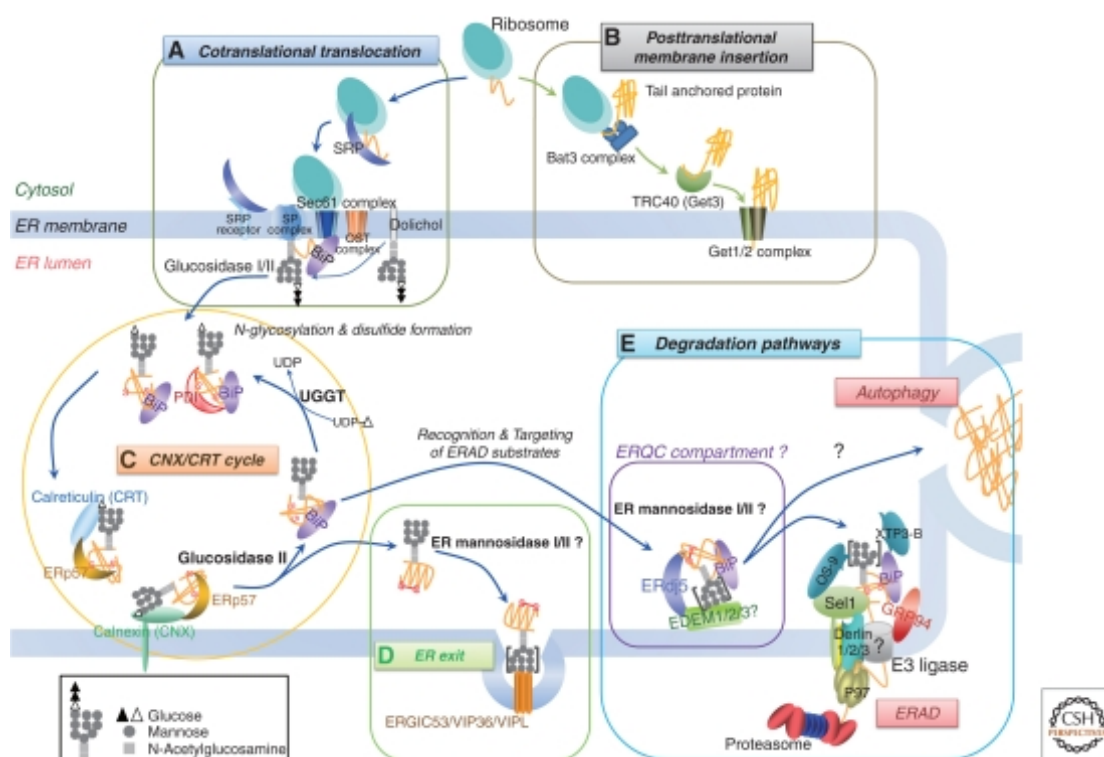 Ribosome
A Cotranslational translocation
SRP
Cytosol
ER membrane
ER lumen
SRP
receptor
SP
complex
Sec61 complex
OST
complex
Dolichol
BiP
Glucosidase I/II
B Posttranslational
membrane insertion
Tail anchored protein
Bat3 complex
TRC40 (Get3)
Get1/2 complex
N-glycosylation & disulfide formation
UDP
UGGT
UDP-△
BiP
PDI
BiP
C CNX/CRT cycle
Calreticulin (CRT)
BiP
ERp57
Glucosidase II
ERp57
Calnexin (CNX)
Recognition & Targeting
of ERAD substrates
ER mannosidase I/II ?
D ER exit
ERGIC53/VIP36/VIPL
E Degradation pathways
Autophagy
ERQC compartment ?
?
ER mannosidase I/II ?
ERdj5
BiP
EDEM1/2/3?
XTP3-B
OS-9
BiP
Sel1
GRP94
Derlin
1/2/3
?
E3 ligase
P97
ERAD
Proteasome
Glucose
Mannose
N-Acetylglucosamine
CSH
PERSPECTIVES